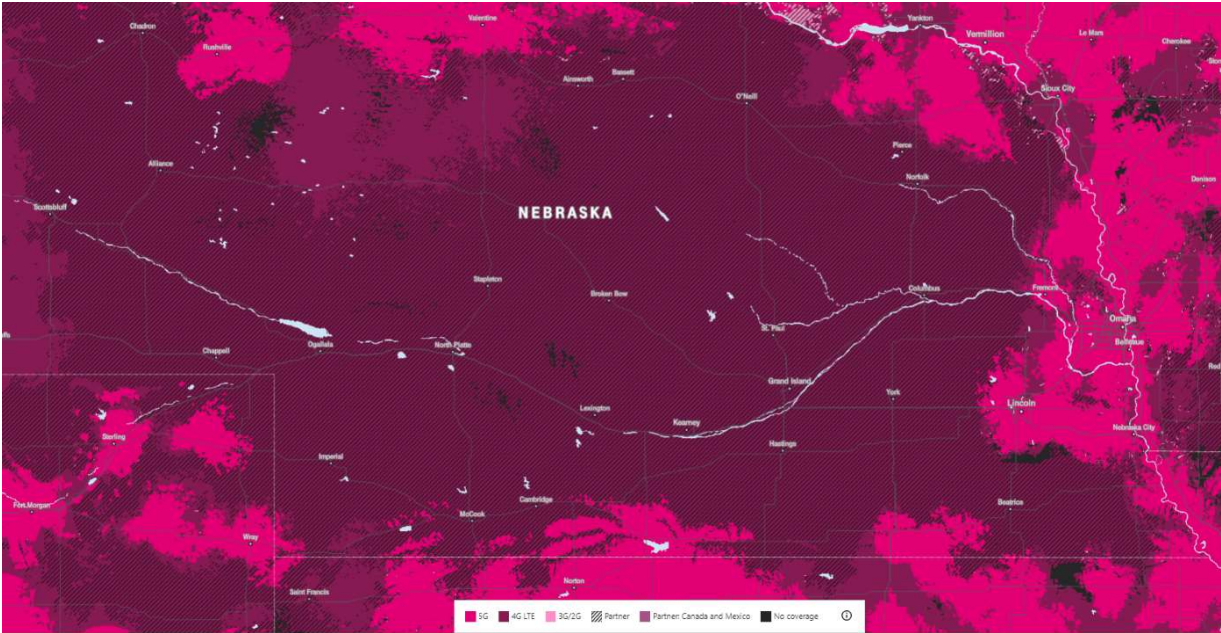 Chadron
Valentine
Yankton
Vermillion
Le Mars
Cherokee
Rushville
Ainsworth
Bassett
Sioux City
O'Neill
Pierce
Alliance
Norfolk
Denison
Scottsbluff
NEBRASKA
Stapleton
Broken Bow
Columbus
Fremont
St. Paul
Omaha
Chappell
Ogallala
North Platte
Bellevue
Red
Grand Island
York
Lincoln
Lexington
Kearney
Nebraska City
Sterling
Hastings
Imperial
Fort Morgan
Cambridge
Beatrice
McCook
Wray
Norton
Saint Francis
5G 4G LTE 3G/2G Partner Partner: Canada and Mexico No coverage